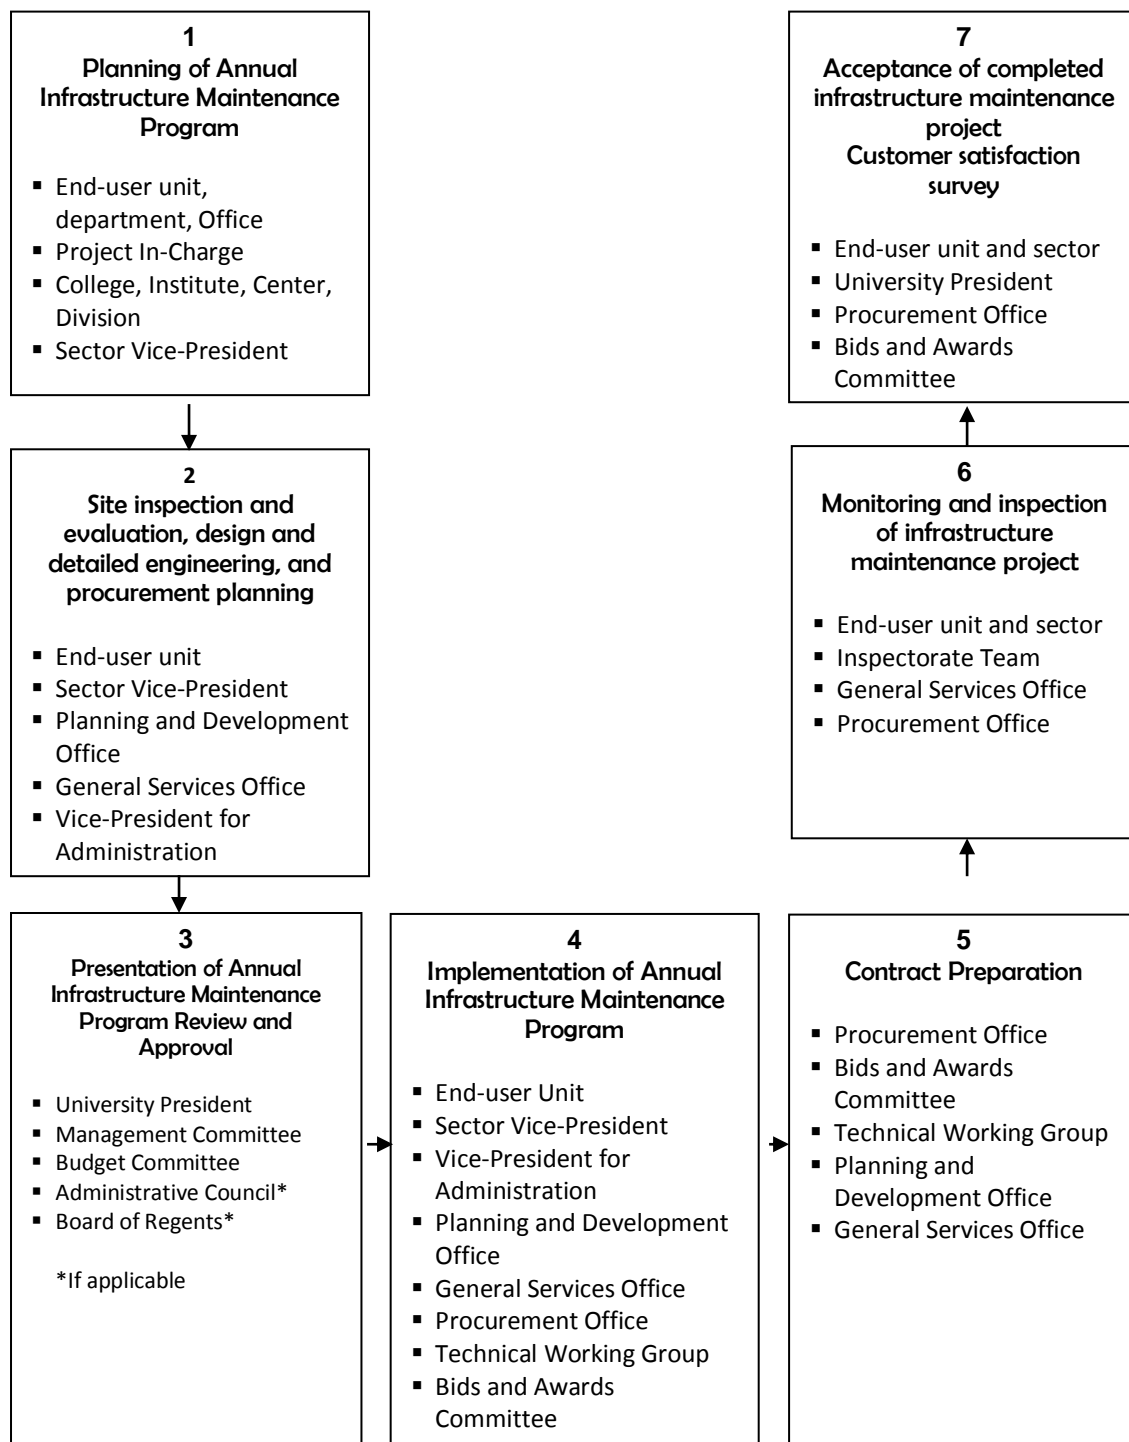 1
Planning of Annual
Infrastructure Maintenance
Program
▪ End-user unit,
department, Office
▪ Project In-Charge
▪ College, Institute, Center,
Division
▪ Sector Vice-President
2
Site inspection and
evaluation, design and
detailed engineering, and
procurement planning
▪ End-user unit
▪ Sector Vice-President
▪ Planning and Development
Office
▪ General Services Office
▪ Vice-President for
Administration
3
Presentation of Annual
Infrastructure Maintenance
Program Review and
Approval
▪ University President
▪ Management Committee
▪ Budget Committee
▪ Administrative Council*
▪ Board of Regents*
*If applicable
4
Implementation of Annual
Infrastructure Maintenance
Program
▪ End-user Unit
▪ Sector Vice-President
▪ Vice-President for
Administration
▪ Planning and Development
Office
▪ General Services Office
▪ Procurement Office
▪ Technical Working Group
▪ Bids and Awards
Committee
5
Contract Preparation
▪ Procurement Office
▪ Bids and Awards
Committee
▪ Technical Working Group
▪ Planning and
Development Office
▪ General Services Office
6
Monitoring and inspection
of infrastructure
maintenance project
▪ End-user unit and sector
▪ Inspectorate Team
▪ General Services Office
▪ Procurement Office
7
Acceptance of completed
infrastructure maintenance
project
Customer satisfaction
survey
▪ End-user unit and sector
▪ University President
▪ Procurement Office
▪ Bids and Awards
Committee